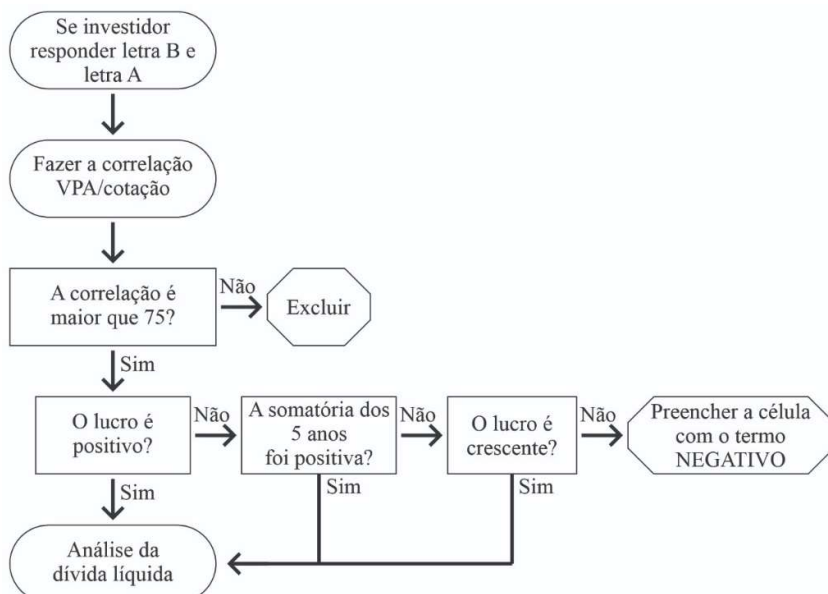 Se investidor
responder letra B e
letra A
Fazer a correlação
VPA/cotação
A correlação é
maior que 75?
Não
Excluir
Sim
O lucro é
positivo?
Não
A somatória dos
5 anos
foi positiva?
Não
O lucro é
crescente?
Não
Preencher a célula
com o termo
NEGATIVO
Sim
Sim
Sim
Análise da
dívida líquida